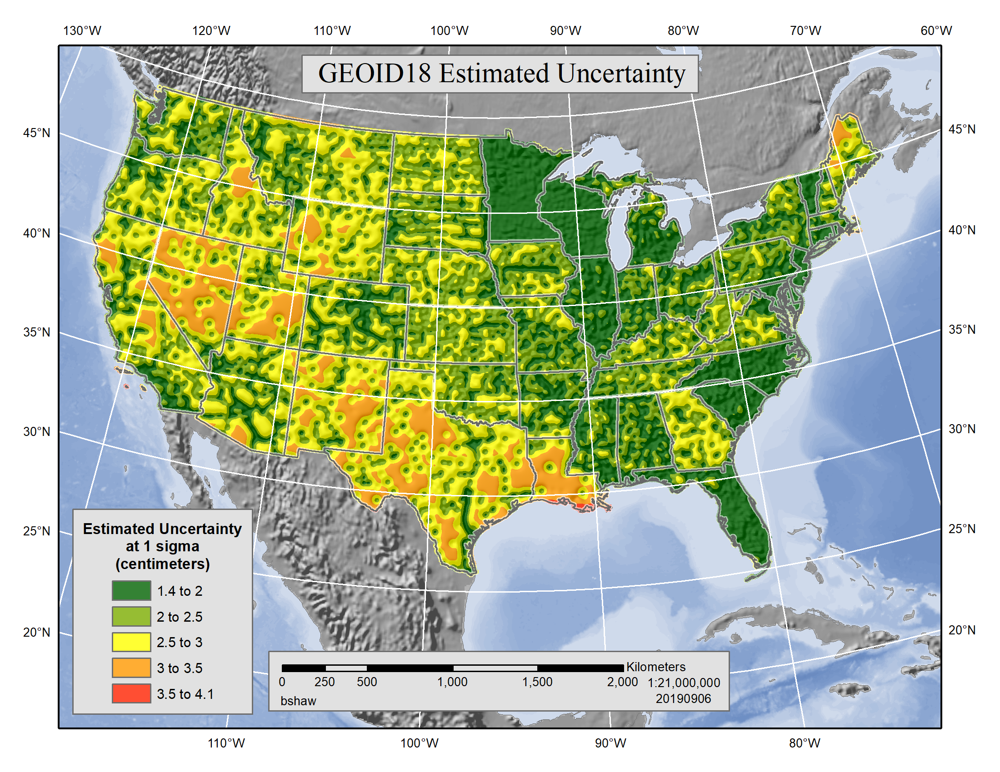 130°W 120°W 110°W 100°W 90°W 80°W 70°W 60°W
GEOID18 Estimated Uncertainty
45°N 45°N
40°N 40°N
35°N 35°N
30°N 30°N
25°N 25°N
20°N 20°N
Estimated Uncertainty
at 1 sigma
(centimeters)
1.4 to 2
2 to 2.5
2.5 to 3
3 to 3.5
3.5 to 4.1
Kilometers
0 250 500 1,000 1,500 2,000 1:21,000,000
bshaw 20190906
110°W 100°W 90°W 80°W